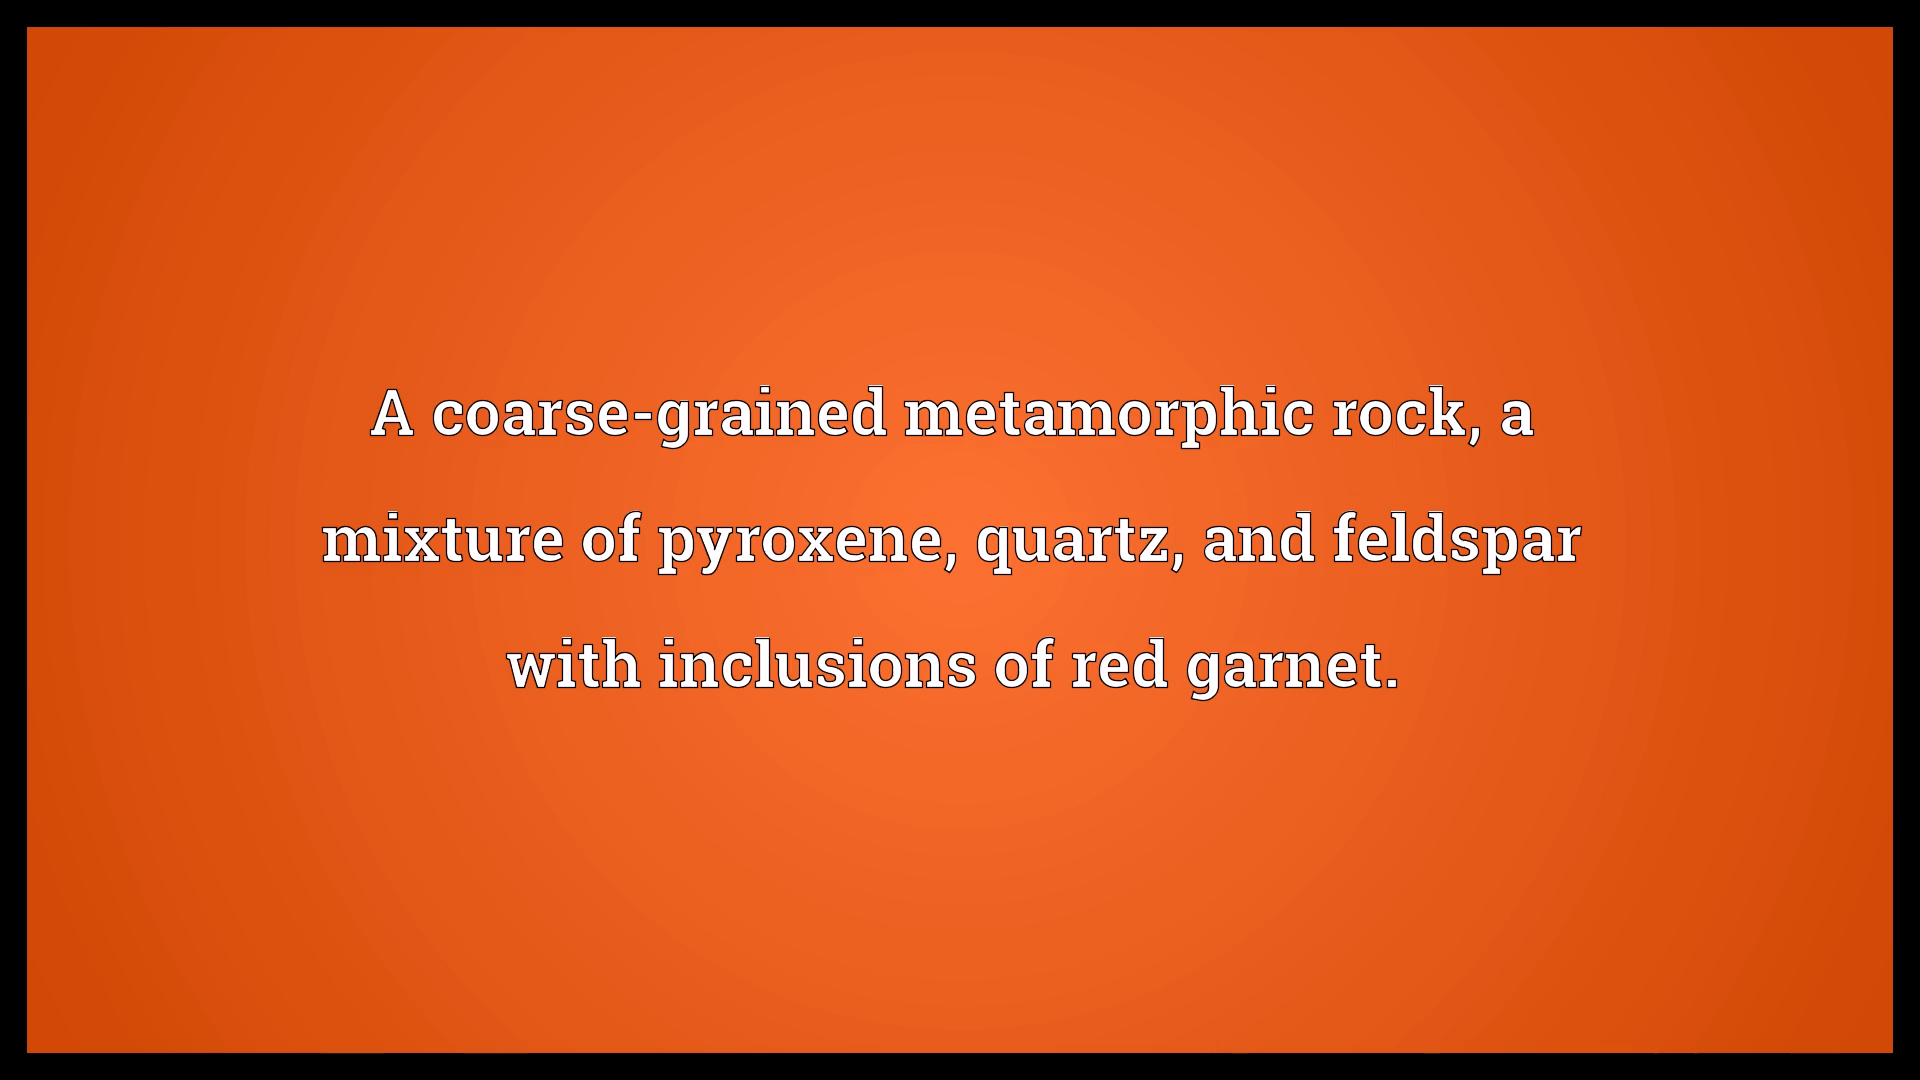 A coarse-grained metamorphic rock, a
mixture of pyroxene, quartz, and feldspar
with inclusions of red garnet.